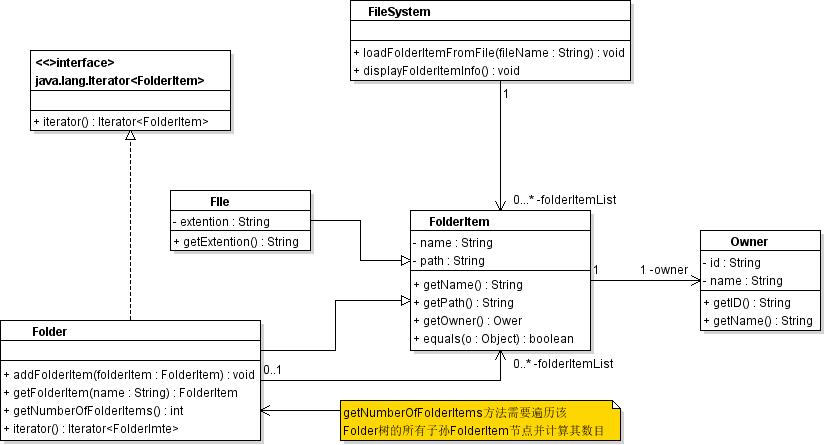 FileSystem
+ loadFolderItemFromFile(fileName : String) : void
+ displayFolderItemInfo() : void
1
<<>interface>
java.lang.Iterator<FolderItem>
+ iterator() : Iterator<FolderItem>
FIle
- extention : String
+ getExtention() : String
0...* -folderItemList
FolderItem
- name : String
- path : String
+ getName() : String
+ getPath() : String
+ getOwner() : Ower
+ equals(o : Object) : boolean
1
1 -owner
Owner
- id : String
- name : String
+ getID() : String
+ getName() : String
Folder
+ addFolderItem(folderItem : FolderItem) : void
+ getFolderItem(name : String) : FolderItem
+ getNumberOfFolderItems() : int
+ iterator() : Iterator<FolderImte>
0..1
0..* -folderItemList
getNumberOfFolderItems方法需要遍历该
Folder树的所有子孙FolderItem节点并计算其数目